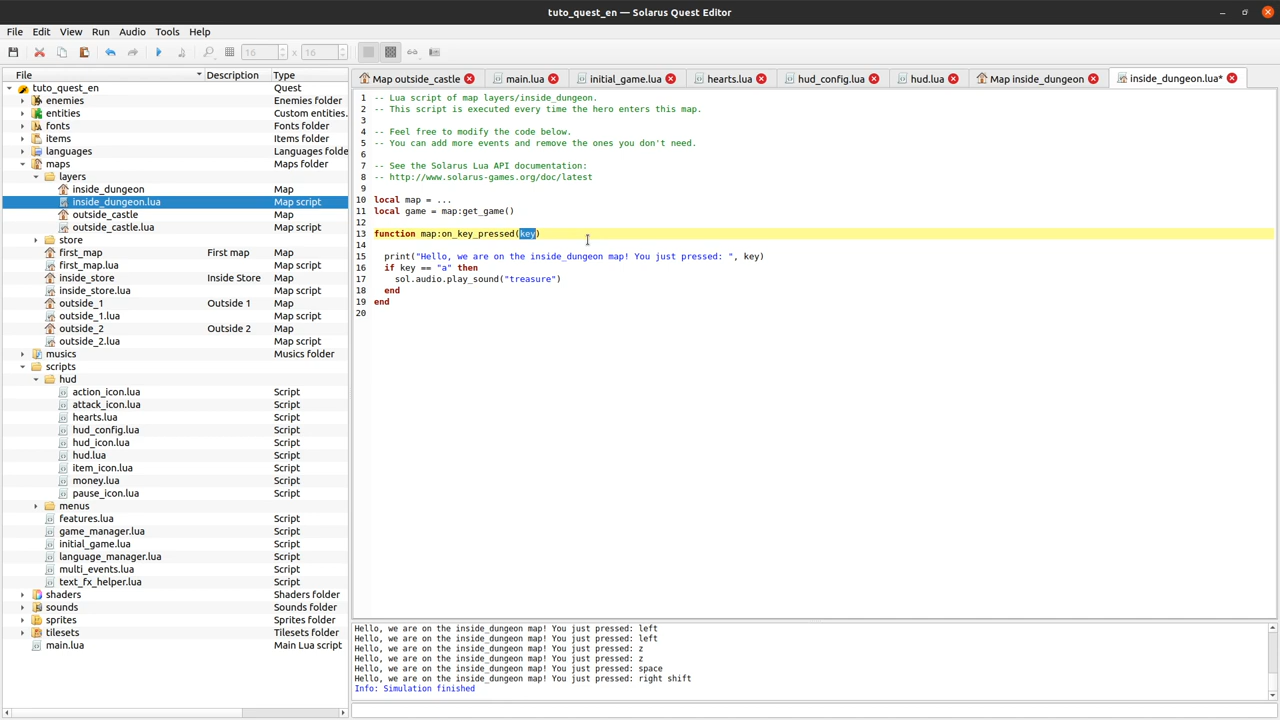 tuto_quest_en — Solarus Quest Editor
File Edit View Run Audio Tools Help
16 x 16
File Description Type
Map outside_castle main.lua initial_game.lua hearts.lua hud_config.lua hud.lua Map inside_dungeon inside_dungeon.lua*
tuto_quest_en Quest
enemies Enemies folder
entities Custom entities.
fonts Fonts folder
items Items folder
languages Languages folde
maps Maps folder
layers
inside_dungeon Map
inside_dungeon.lua Map script
outside_castle Map
outside_castle.lua Map script
store
first_map First map Map
first_map.lua Map script
inside_store Inside Store Map
inside_store.lua Map script
outside_1 Outside 1 Map
outside_1.lua Map script
outside_2 Outside 2 Map
outside_2.lua Map script
musics Musics folder
scripts Scripts folder
hud
action_icon.lua Script
attack_icon.lua Script
hearts.lua Script
hud_config.lua Script
hud_icon.lua Script
hud.lua Script
item_icon.lua Script
money.lua Script
pause_icon.lua Script
menus
features.lua Script
game_manager.lua Script
initial_game.lua Script
language_manager.lua Script
multi_events.lua Script
text_fx_helper.lua Script
shaders Shaders folder
sounds Sounds folder
sprites Sprites folder
tilesets Tilesets folder
main.lua Main Lua script
1 -- Lua script of map layers/inside_dungeon.
2 -- This script is executed every time the hero enters this map.
3
4 -- Feel free to modify the code below.
5 -- You can add more events and remove the ones you don't need.
6
7 -- See the Solarus Lua API documentation:
8 -- http://www.solarus-games.org/doc/latest
9
10 local map = ...
11 local game = map:get_game()
12
13 function map:on_key_pressed(key)
14
15 print("Hello, we are on the inside_dungeon map! You just pressed: ", key)
16 if key == "a" then
17 sol.audio.play_sound("treasure")
18 end
19 end
20
Hello, we are on the inside_dungeon map! You just pressed: left
Hello, we are on the inside_dungeon map! You just pressed: left
Hello, we are on the inside_dungeon map! You just pressed: z
Hello, we are on the inside_dungeon map! You just pressed: z
Hello, we are on the inside_dungeon map! You just pressed: space
Hello, we are on the inside_dungeon map! You just pressed: right shift
Info: Simulation finished